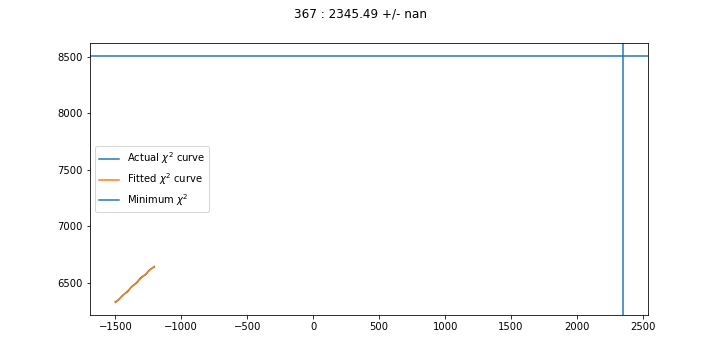 367 : 2345.49 +/- nan
8500
8000
7500
7000
6500
Actual χ² curve
Fitted χ² curve
Minimum χ²
−1500 −1000 −500 0 500 1000 1500 2000 2500